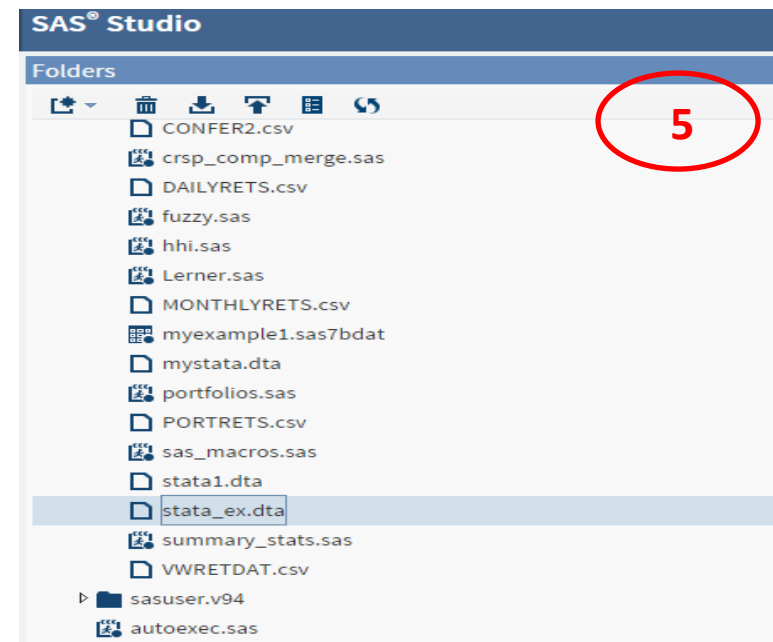 SAS® Studio
Folders
5
CONFER2.csv
crsp_comp_merge.sas
DAILYRETS.csv
fuzzy.sas
hhi.sas
Lerner.sas
MONTHLYRETS.csv
myexample1.sas7bdat
mystata.dta
portfolios.sas
PORTRETS.csv
sas_macros.sas
stata1.dta
stata_ex.dta
summary_stats.sas
VWRETDAT.csv
sasuser.v94
autoexec.sas